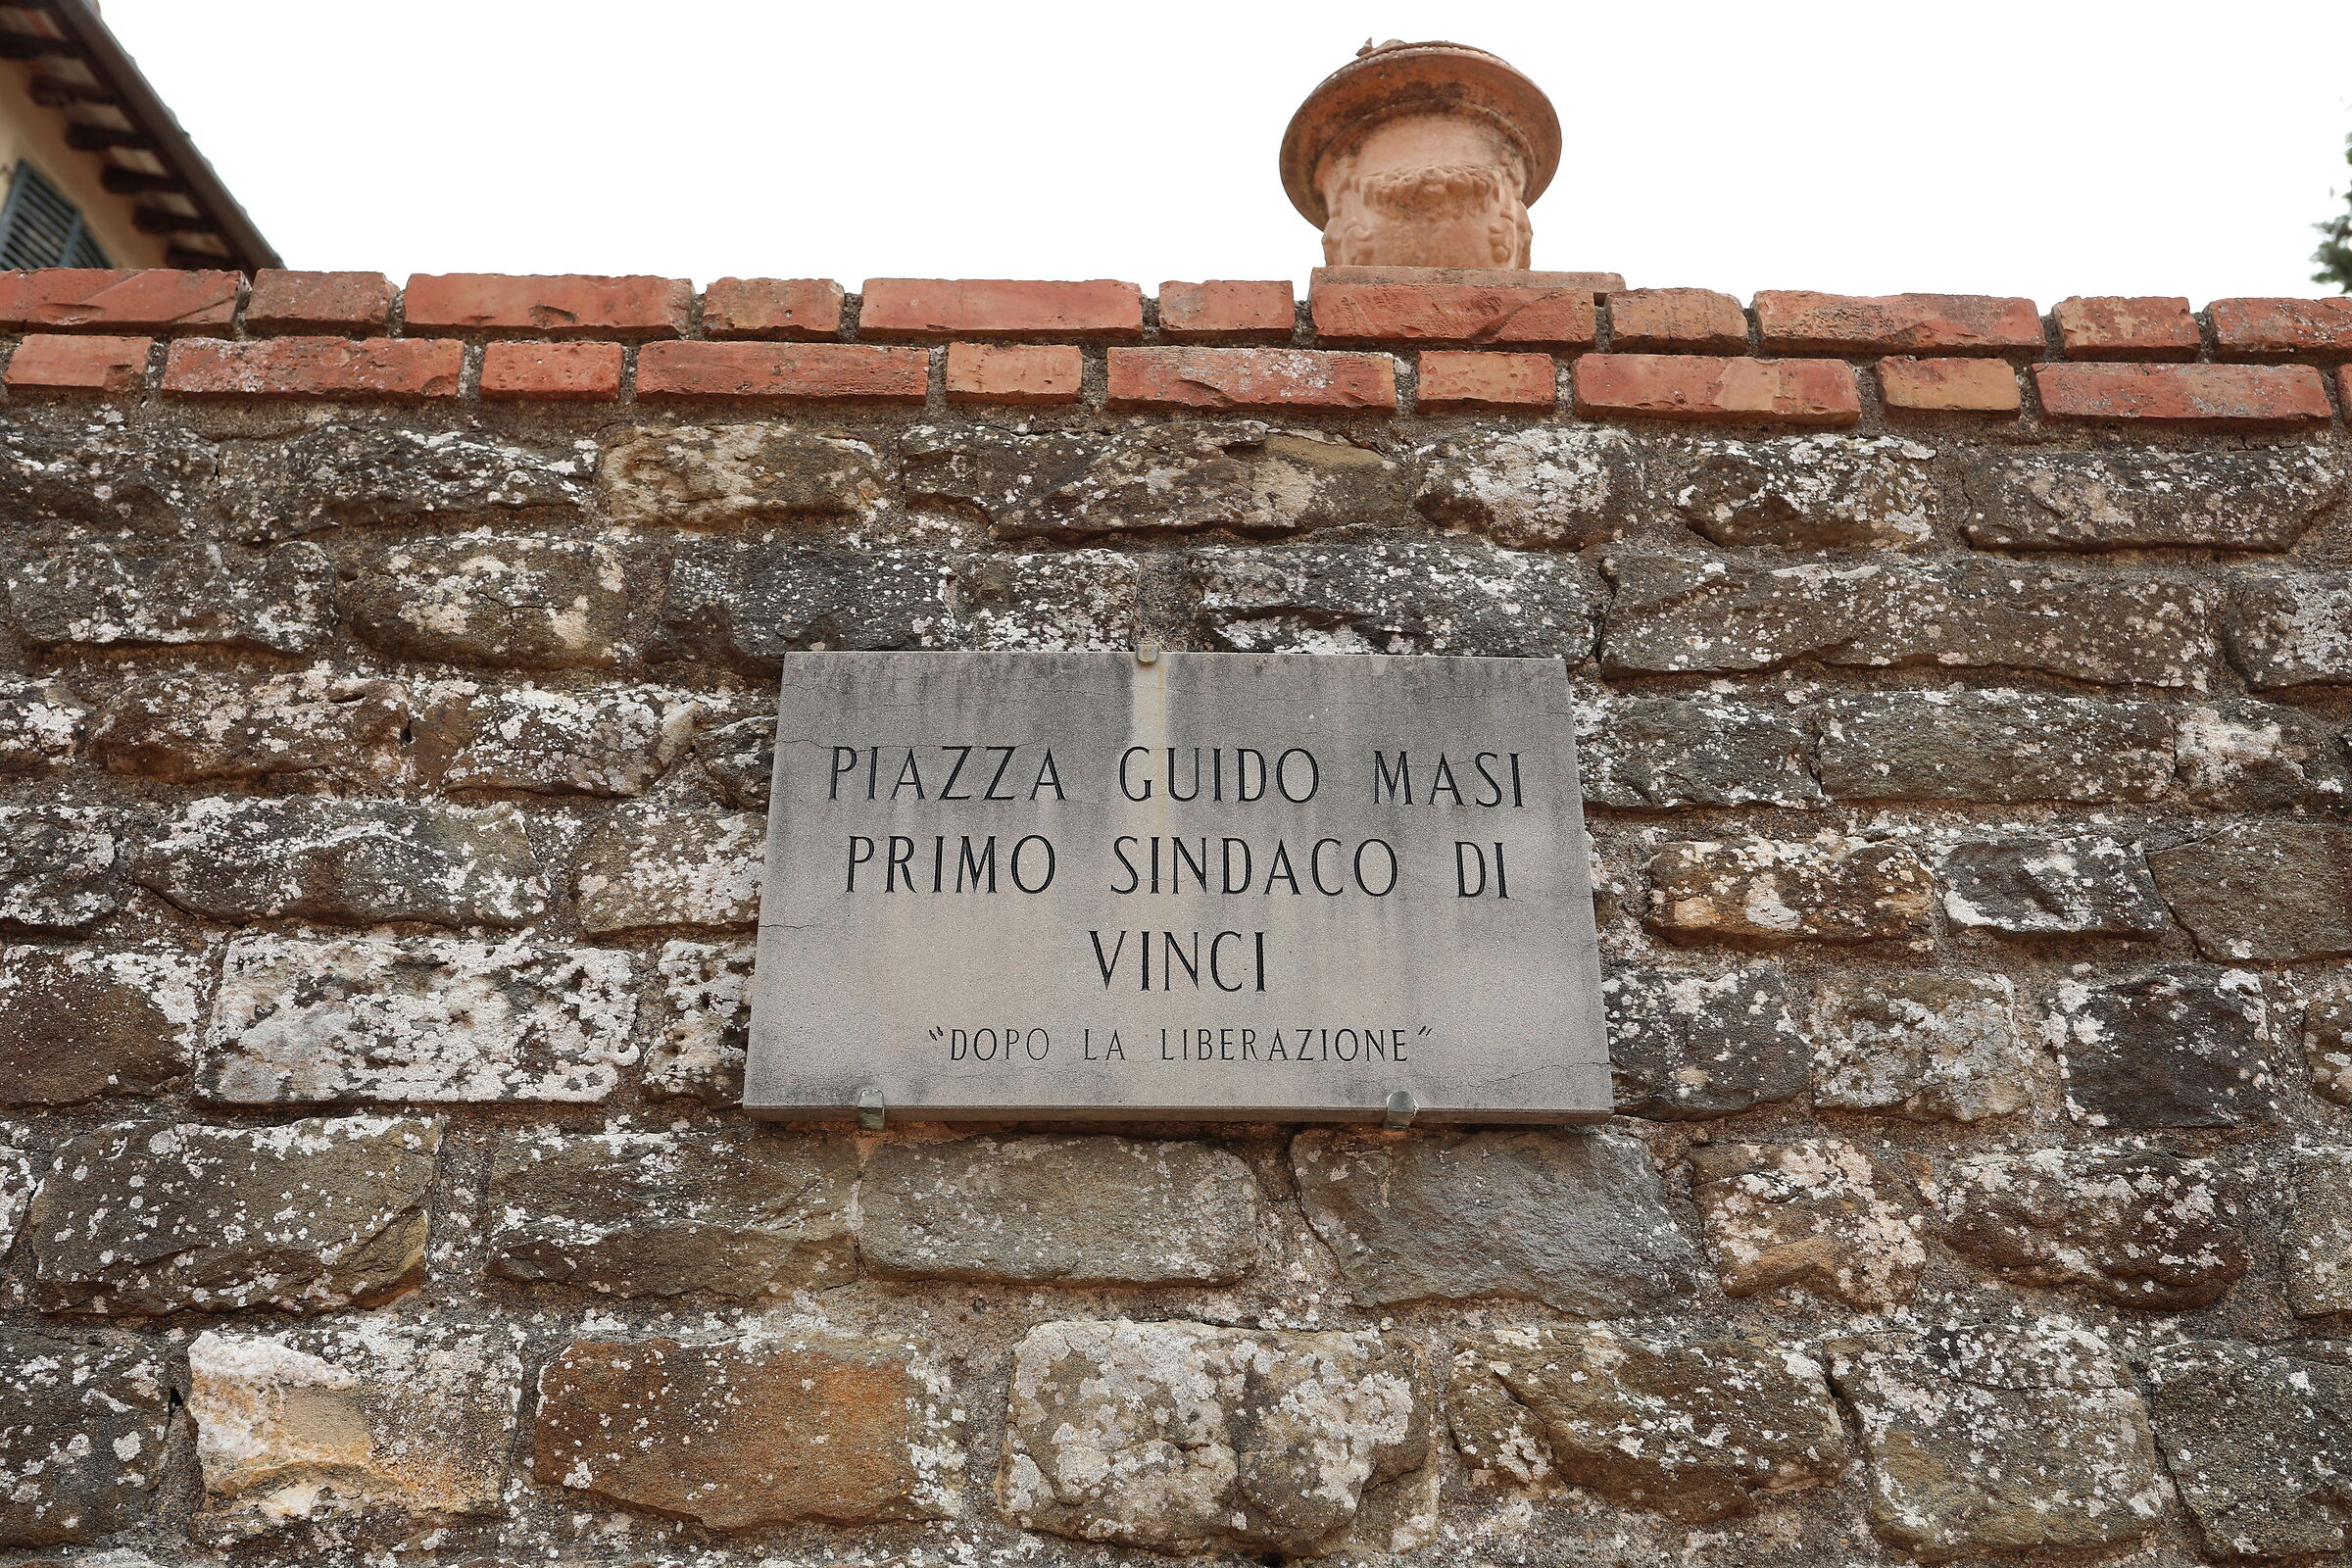 PIAZZA GUIDO MASI
PRIMO SINDACO DI
VINCI
“DOPO LA LIBERAZIONE”